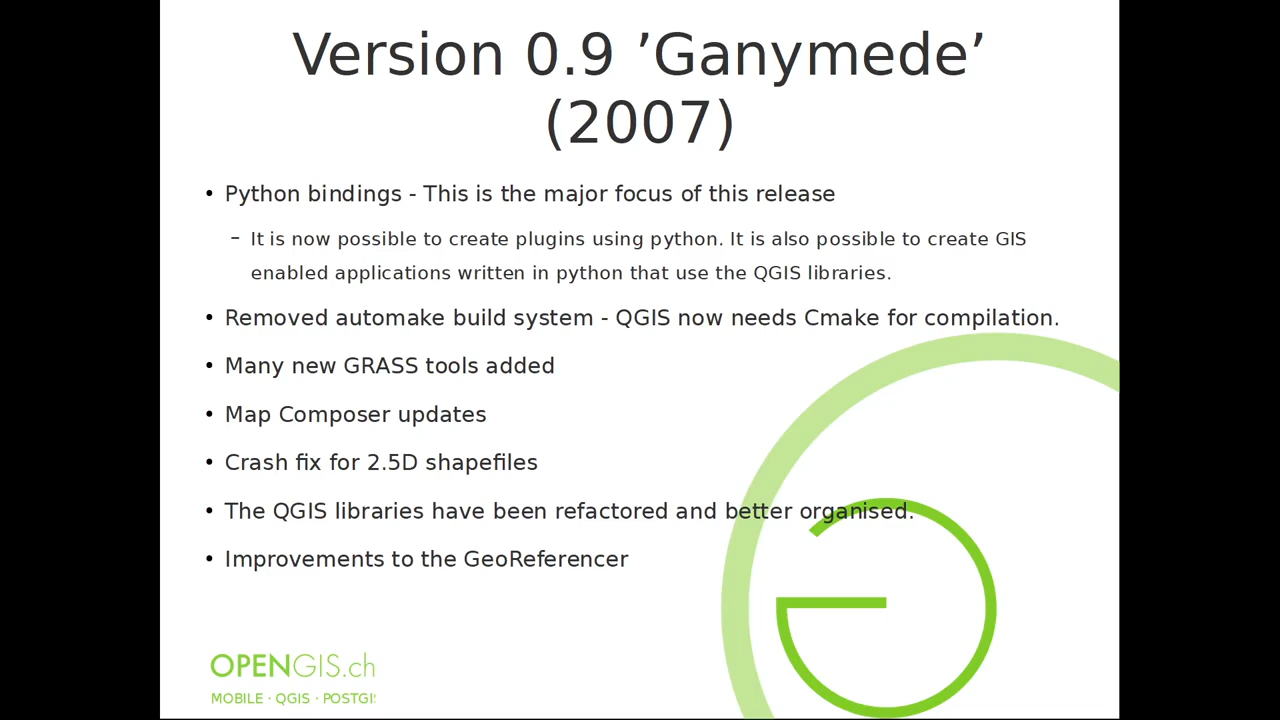 Version 0.9 ’Ganymede’
(2007)
• Python bindings - This is the major focus of this release
– It is now possible to create plugins using python. It is also possible to create GIS
enabled applications written in python that use the QGIS libraries.
• Removed automake build system - QGIS now needs Cmake for compilation.
• Many new GRASS tools added
• Map Composer updates
• Crash fix for 2.5D shapefiles
• The QGIS libraries have been refactored and better organised.
• Improvements to the GeoReferencer
OPENGIS.ch
MOBILE · QGIS ·